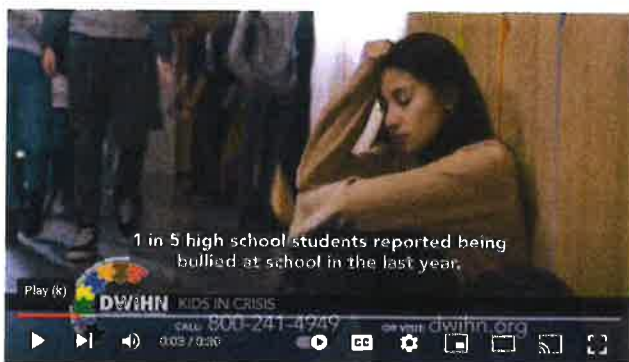 1 in 5 high school students reported being
bullied at school in the last year.
Play (k)
DWIHN KIDS IN CRISIS
CALL: 800-241-4949 OR VISIT: dwihn.org
0:03 / 0:30
CC